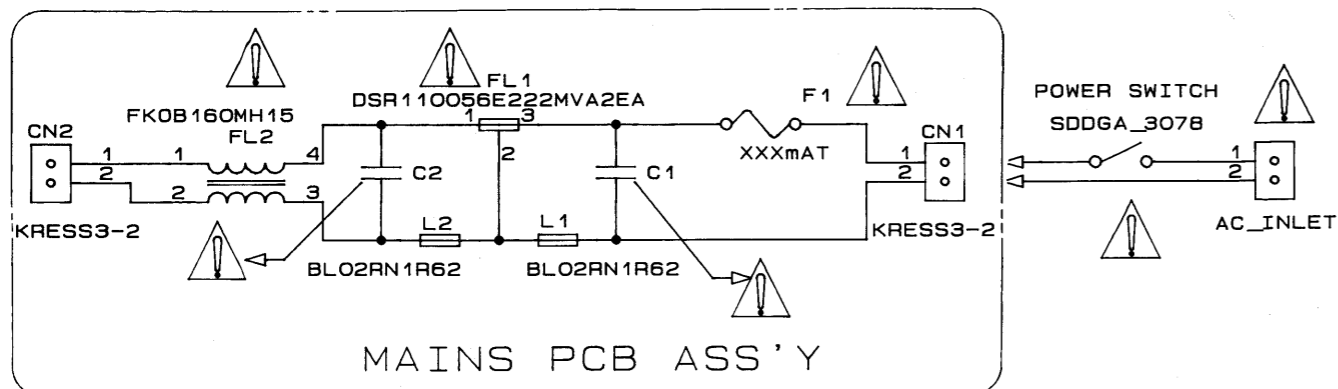 FL1
DSR110056E222MVA2EA
F1
POWER SWITCH
SDDGA_3078
FK0B160MH15
FL2
CN2
1
2
1
2
4
3
1
3
2
C2
C1
XXXmAT
CN1
1
2
1
2
KRESS3-2
L2
L1
KRESS3-2
AC_INLET
BL02RN1R62
BL02RN1R62
MAINS PCB ASS'Y